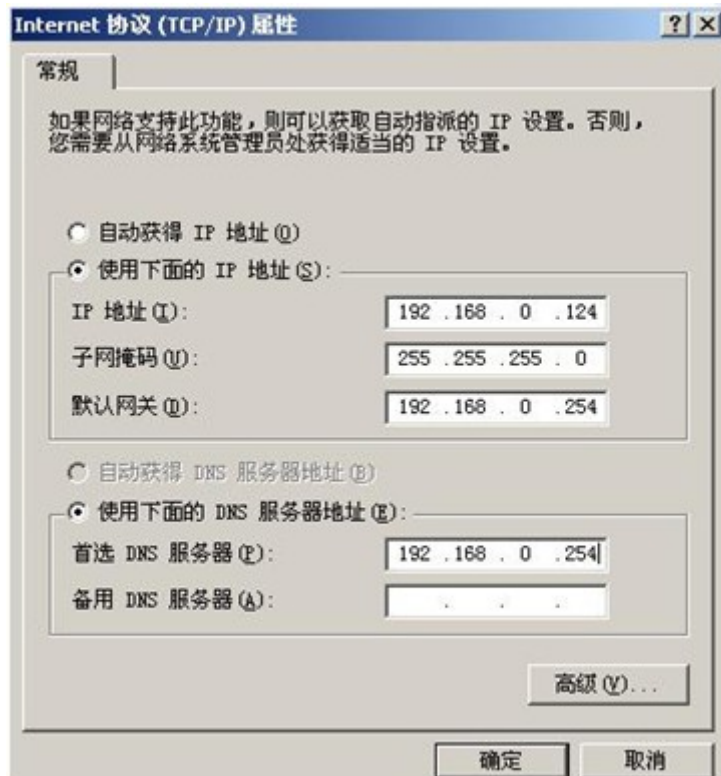 Internet 协议 (TCP/IP) 属性
常规
如果网络支持此功能，则可以获取自动指派的 IP 设置。否则，
您需要从网络系统管理员处获得适当的 IP 设置。
自动获得 IP 地址(O)
使用下面的 IP 地址(S):
IP 地址(I): 192 .168 . 0 .124
子网掩码(U): 255 .255 .255 . 0
默认网关(D): 192 .168 . 0 .254
自动获得 DNS 服务器地址(B)
使用下面的 DNS 服务器地址(E):
首选 DNS 服务器(P): 192 .168 . 0 .254
备用 DNS 服务器(A): . . .
高级(V)...
确定 取消